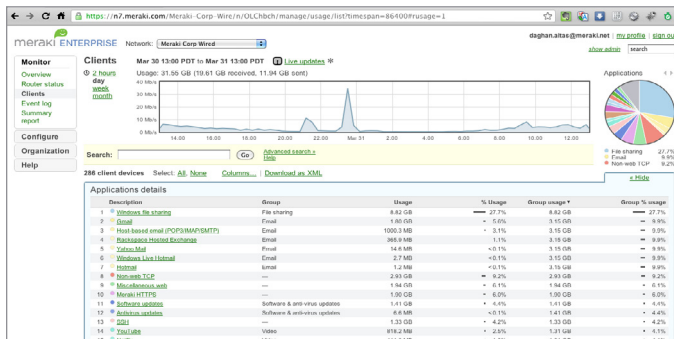 https://n7.meraki.com/Meraki-Corp-Wire/n/OLChbch/manage/usage/list?timespan=86400#rusage=1
daghan.altas@meraki.net | my profile | sign out
meraki ENTERPRISE Network: Meraki Corp Wired
show admin search
Monitor
Overview
Router status
Clients
Event log
Summary report
Configure
Organization
Help
Clients Mar 30 13:00 PDT to Mar 31 13:00 PDT Live updates
2 hours
day
week
month
Usage: 31.55 GB (19.61 GB received, 11.94 GB sent)
40 Mb/s
30 Mb/s
20 Mb/s
10 Mb/s
0 Mb/s
14:00 16:00 18:00 20:00 22:00 Mar 31 2:00 4:00 6:00 8:00 10:00 12:00
Applications
File sharing 27.7%
Email 9.9%
Non-web TCP 9.2%
Search: Go Advanced search »
Help
286 client devices Select: All, None Columns... | Download as XML
« Hide
Applications details
Description Group Usage % Usage Group usage ▼ Group % usage
1 Windows file sharing File sharing 8.82 GB 27.7% 8.82 GB 27.7%
2 Gmail Email 1.80 GB 5.6% 3.15 GB 9.9%
3 Host-based email (POP3/IMAP/SMTP) Email 1000.3 MB 3.1% 3.15 GB 9.9%
4 Rackspace Hosted Exchange Email 365.9 MB 1.1% 3.15 GB 9.9%
5 Yahoo Mail Email 14.6 MB <0.1% 3.15 GB 9.9%
6 Windows Live Hotmail Email 2.7 MB <0.1% 3.15 GB 9.9%
7 Hotmail Email 1.2 MB <0.1% 3.15 GB 9.9%
8 Non-web TCP — 2.93 GB 9.2% 2.93 GB 9.2%
9 Miscellaneous web — 1.94 GB 6.1% 1.94 GB 6.1%
10 Meraki HTTPS — 1.90 GB 6.0% 1.90 GB 6.0%
11 Software updates Software & anti-virus updates 1.41 GB 4.4% 1.41 GB 4.4%
12 Antivirus updates Software & anti-virus updates 6.6 MB <0.1% 1.41 GB 4.4%
13 SSH — 1.33 GB 4.2% 1.33 GB 4.2%
14 YouTube Video 818.2 MB 2.5% 1.31 GB 4.1%